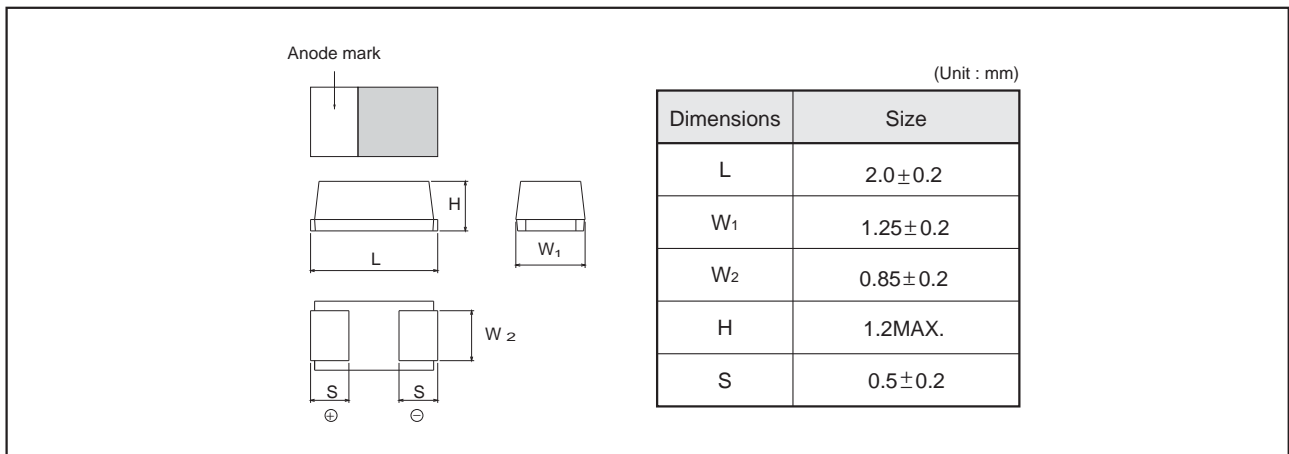 Anode mark
H
L
W1
W 2
S
S
⊕
⊖
(Unit : mm)
Dimensions Size
L 2.0±0.2
W1 1.25±0.2
W2 0.85±0.2
H 1.2MAX.
S 0.5±0.2